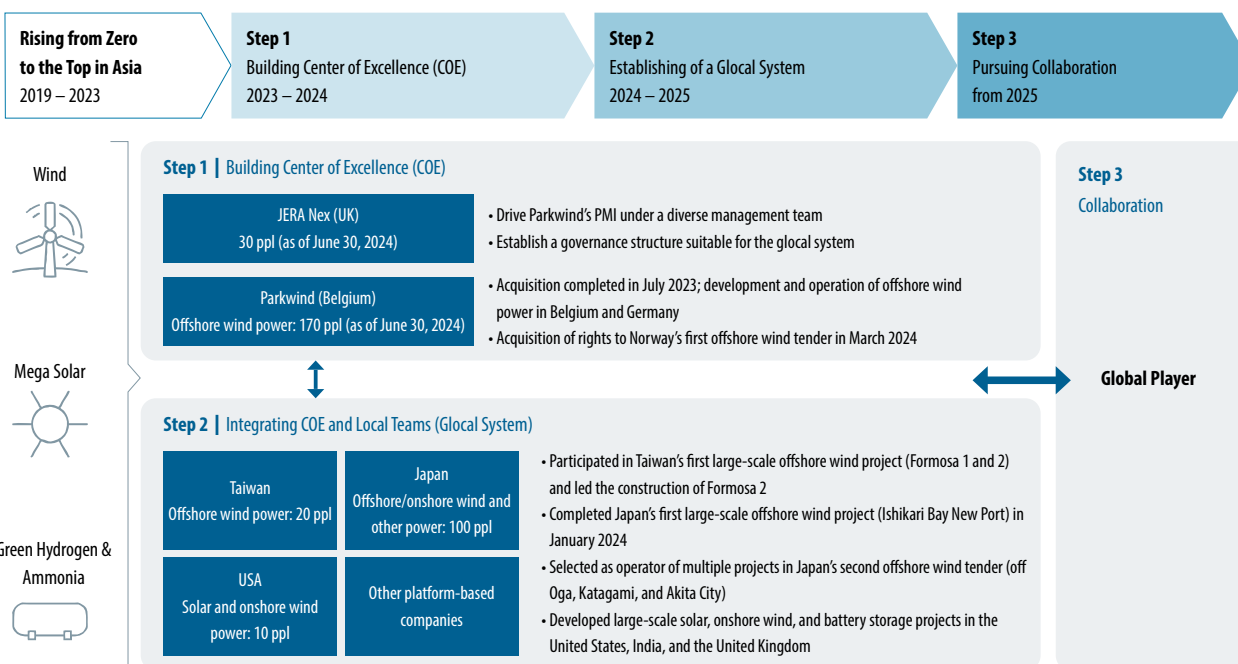 Rising from Zero
to the Top in Asia
2019 – 2023
Step 1
Building Center of Excellence (COE)
2023 – 2024
Step 2
Establishing of a Glocal System
2024 – 2025
Step 3
Pursuing Collaboration
from 2025
Wind
Mega Solar
Green Hydrogen &
Ammonia
Step 1 | Building Center of Excellence (COE)
JERA Nex (UK)
30 ppl (as of June 30, 2024)
• Drive Parkwind’s PMI under a diverse management team
• Establish a governance structure suitable for the glocal system
Parkwind (Belgium)
Offshore wind power: 170 ppl (as of June 30, 2024)
• Acquisition completed in July 2023; development and operation of offshore wind
power in Belgium and Germany
• Acquisition of rights to Norway’s first offshore wind tender in March 2024
Step 2 | Integrating COE and Local Teams (Glocal System)
Taiwan
Offshore wind power: 20 ppl
Japan
Offshore/onshore wind and
other power: 100 ppl
USA
Solar and onshore wind
power: 10 ppl
Other platform-based
companies
• Participated in Taiwan’s first large-scale offshore wind project (Formosa 1 and 2)
and led the construction of Formosa 2
• Completed Japan’s first large-scale offshore wind project (Ishikari Bay New Port) in
January 2024
• Selected as operator of multiple projects in Japan’s second offshore wind tender (off
Oga, Katagami, and Akita City)
• Developed large-scale solar, onshore wind, and battery storage projects in the
United States, India, and the United Kingdom
Step 3
Collaboration
Global Player